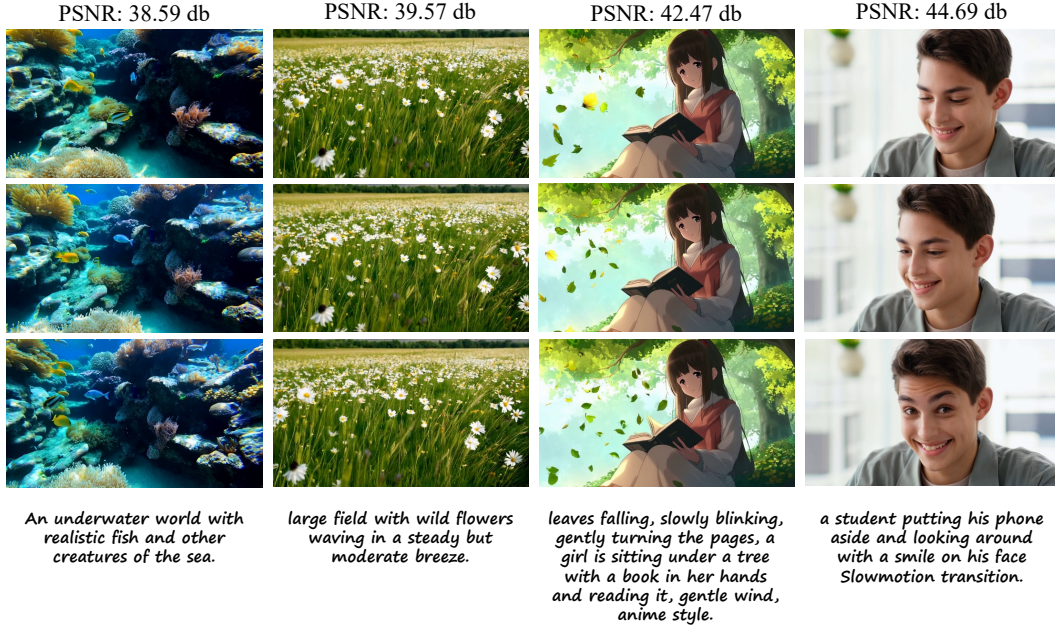 PSNR: 38.59 db
PSNR: 39.57 db
PSNR: 42.47 db
PSNR: 44.69 db
An underwater world with
realistic fish and other
creatures of the sea.
large field with wild flowers
waving in a steady but
moderate breeze.
leaves falling, slowly blinking,
gently turning the pages, a
girl is sitting under a tree
with a book in her hands
and reading it, gentle wind,
anime style.
a student putting his phone
aside and looking around
with a smile on his face
Slowmotion transition.